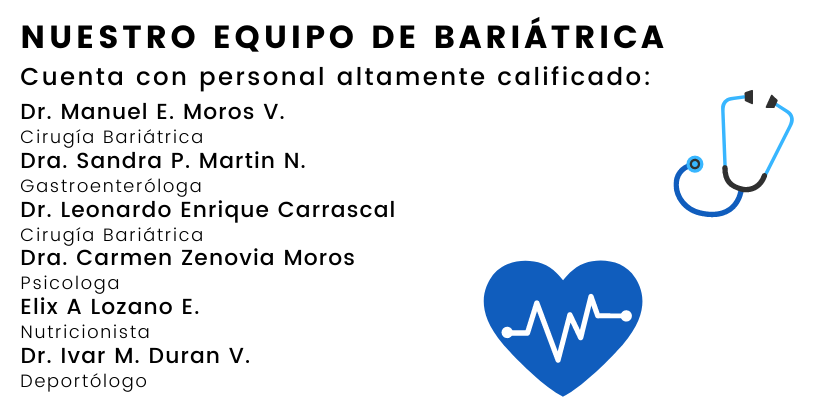 NUESTRO EQUIPO DE BARIÁTRICA
Cuenta con personal altamente calificado:
Dr. Manuel E. Moros V.
Cirugía Bariátrica
Dra. Sandra P. Martin N.
Gastroenteróloga
Dr. Leonardo Enrique Carrascal
Cirugía Bariátrica
Dra. Carmen Zenovia Moros
Psicologa
Elix A Lozano E.
Nutricionista
Dr. Ivar M. Duran V.
Deportólogo